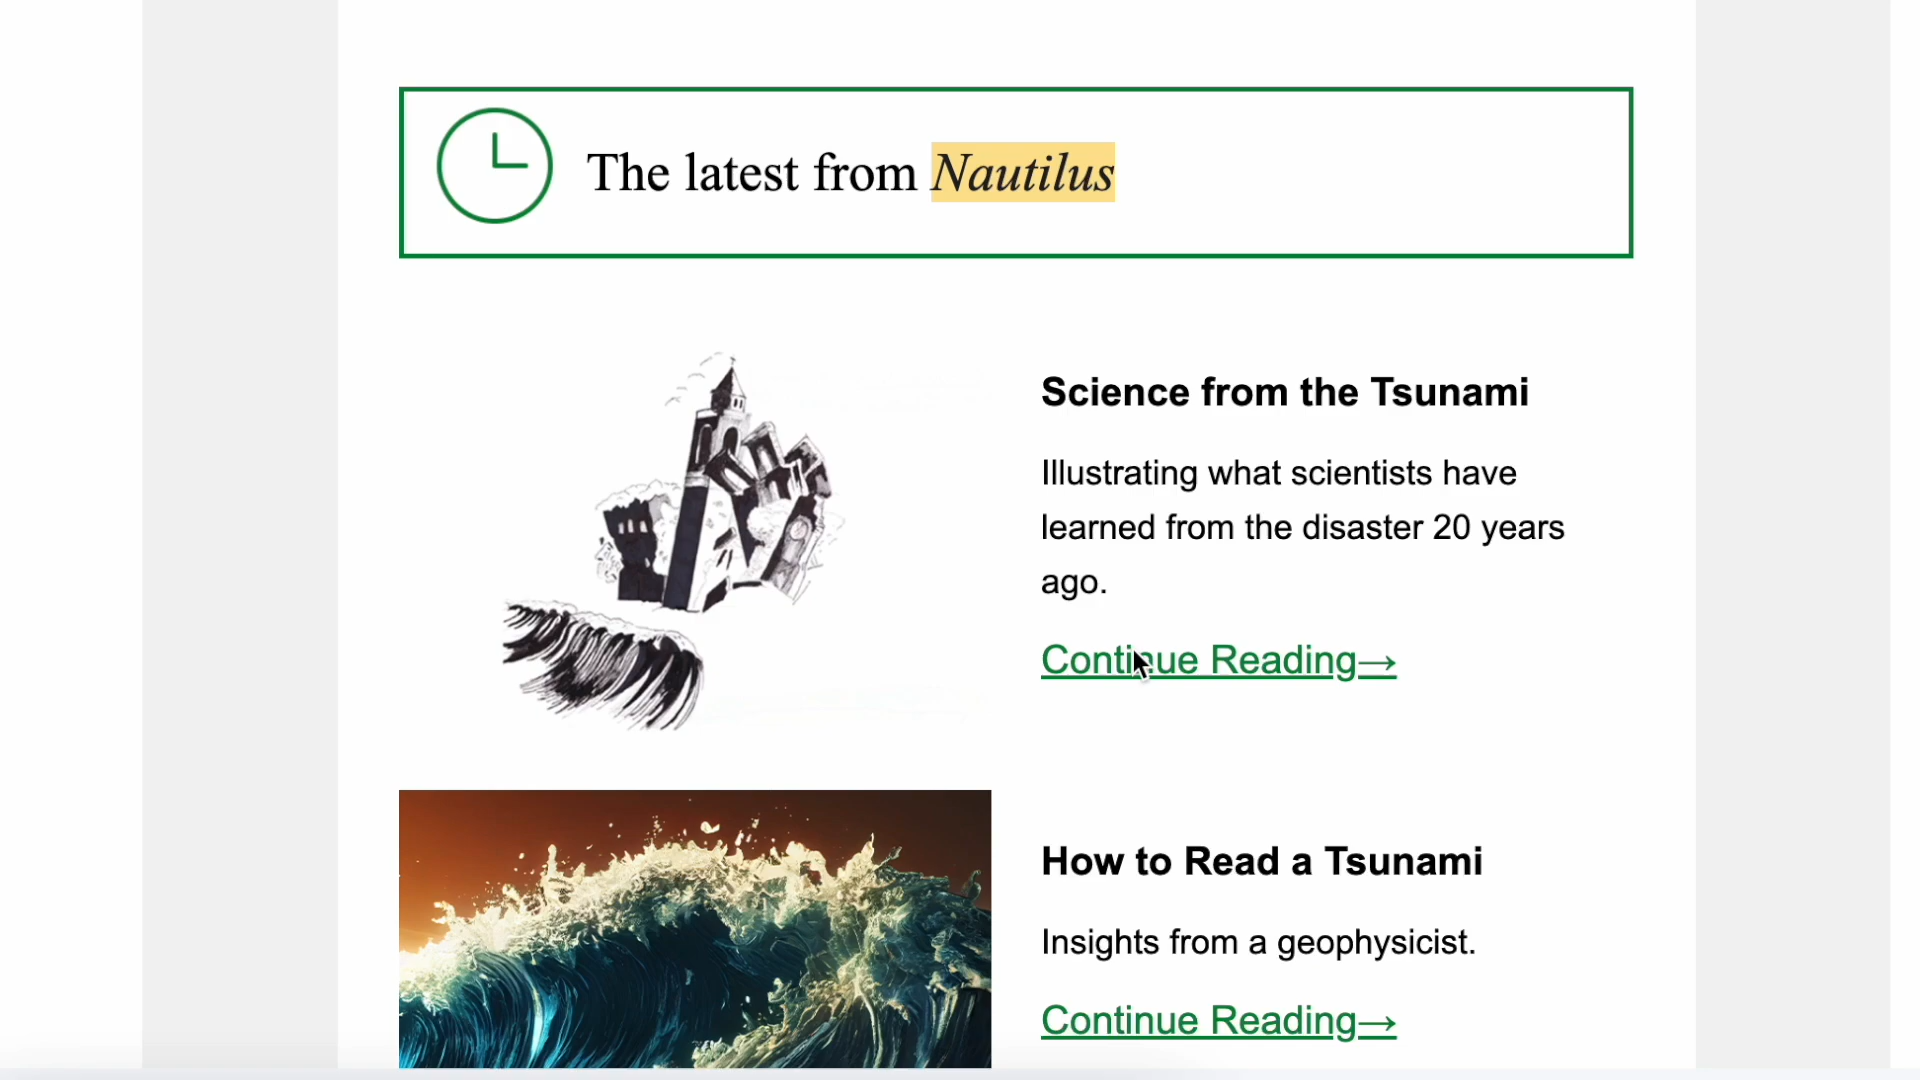 The latest from Nautilus
Science from the Tsunami
Illustrating what scientists have
learned from the disaster 20 years
ago.
Continue Reading→
How to Read a Tsunami
Insights from a geophysicist.
Continue Reading→